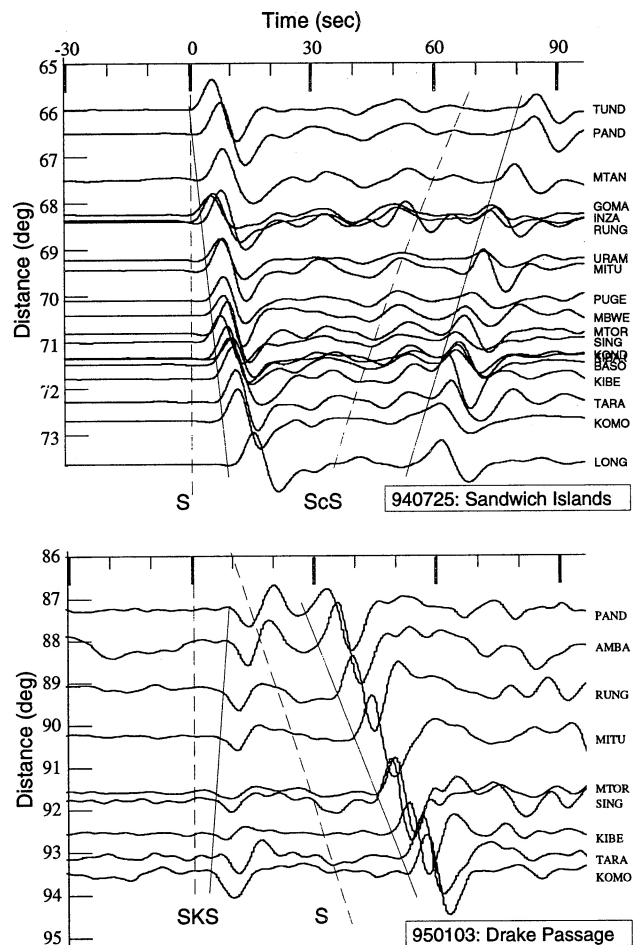 Time (sec)
-30 0 30 60 90
Distance (deg)
65
66
67
68
69
70
71
72
73
TUND
PAND
MTAN
GOMA
INZA
RUNG
URAM
MITU
PUGE
MBWE
MTOR
SING
KOND
BASO
KIBE
TARA
KOMO
LONG
S ScS
940725: Sandwich Islands
Distance (deg)
86
87
88
89
90
91
92
93
94
95
PAND
AMBA
RUNG
MITU
MTOR
SING
KIBE
TARA
KOMO
SKS S
950103: Drake Passage